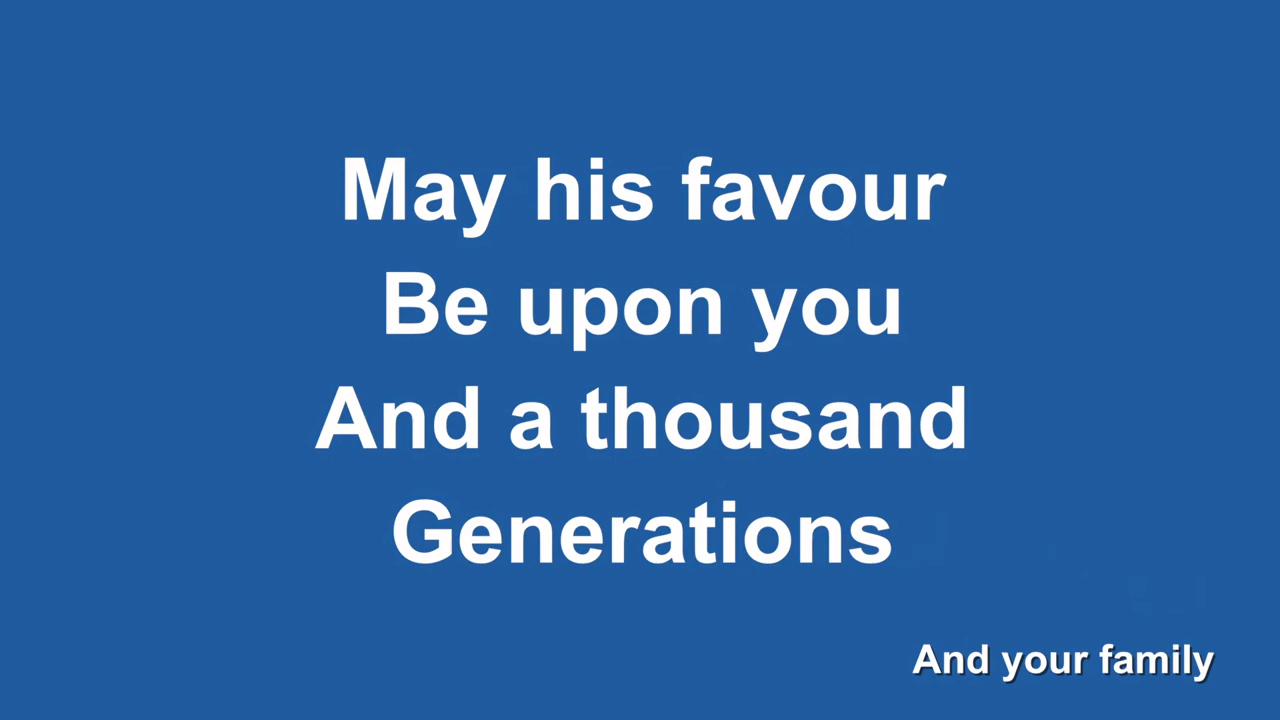 May his favour
Be upon you
And a thousand
Generations
And your family